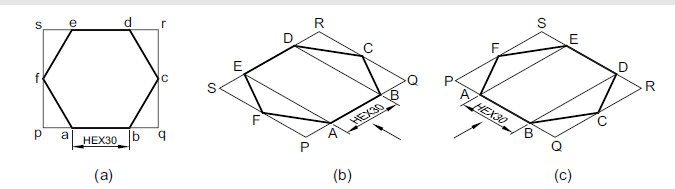 s e d r
f c
p a b q
HEX30
(a)
R
D C
E
S Q
B
F
HEX30
A
P
(b)
S
F E
D
P R
A
HEX30
B C
Q
(c)